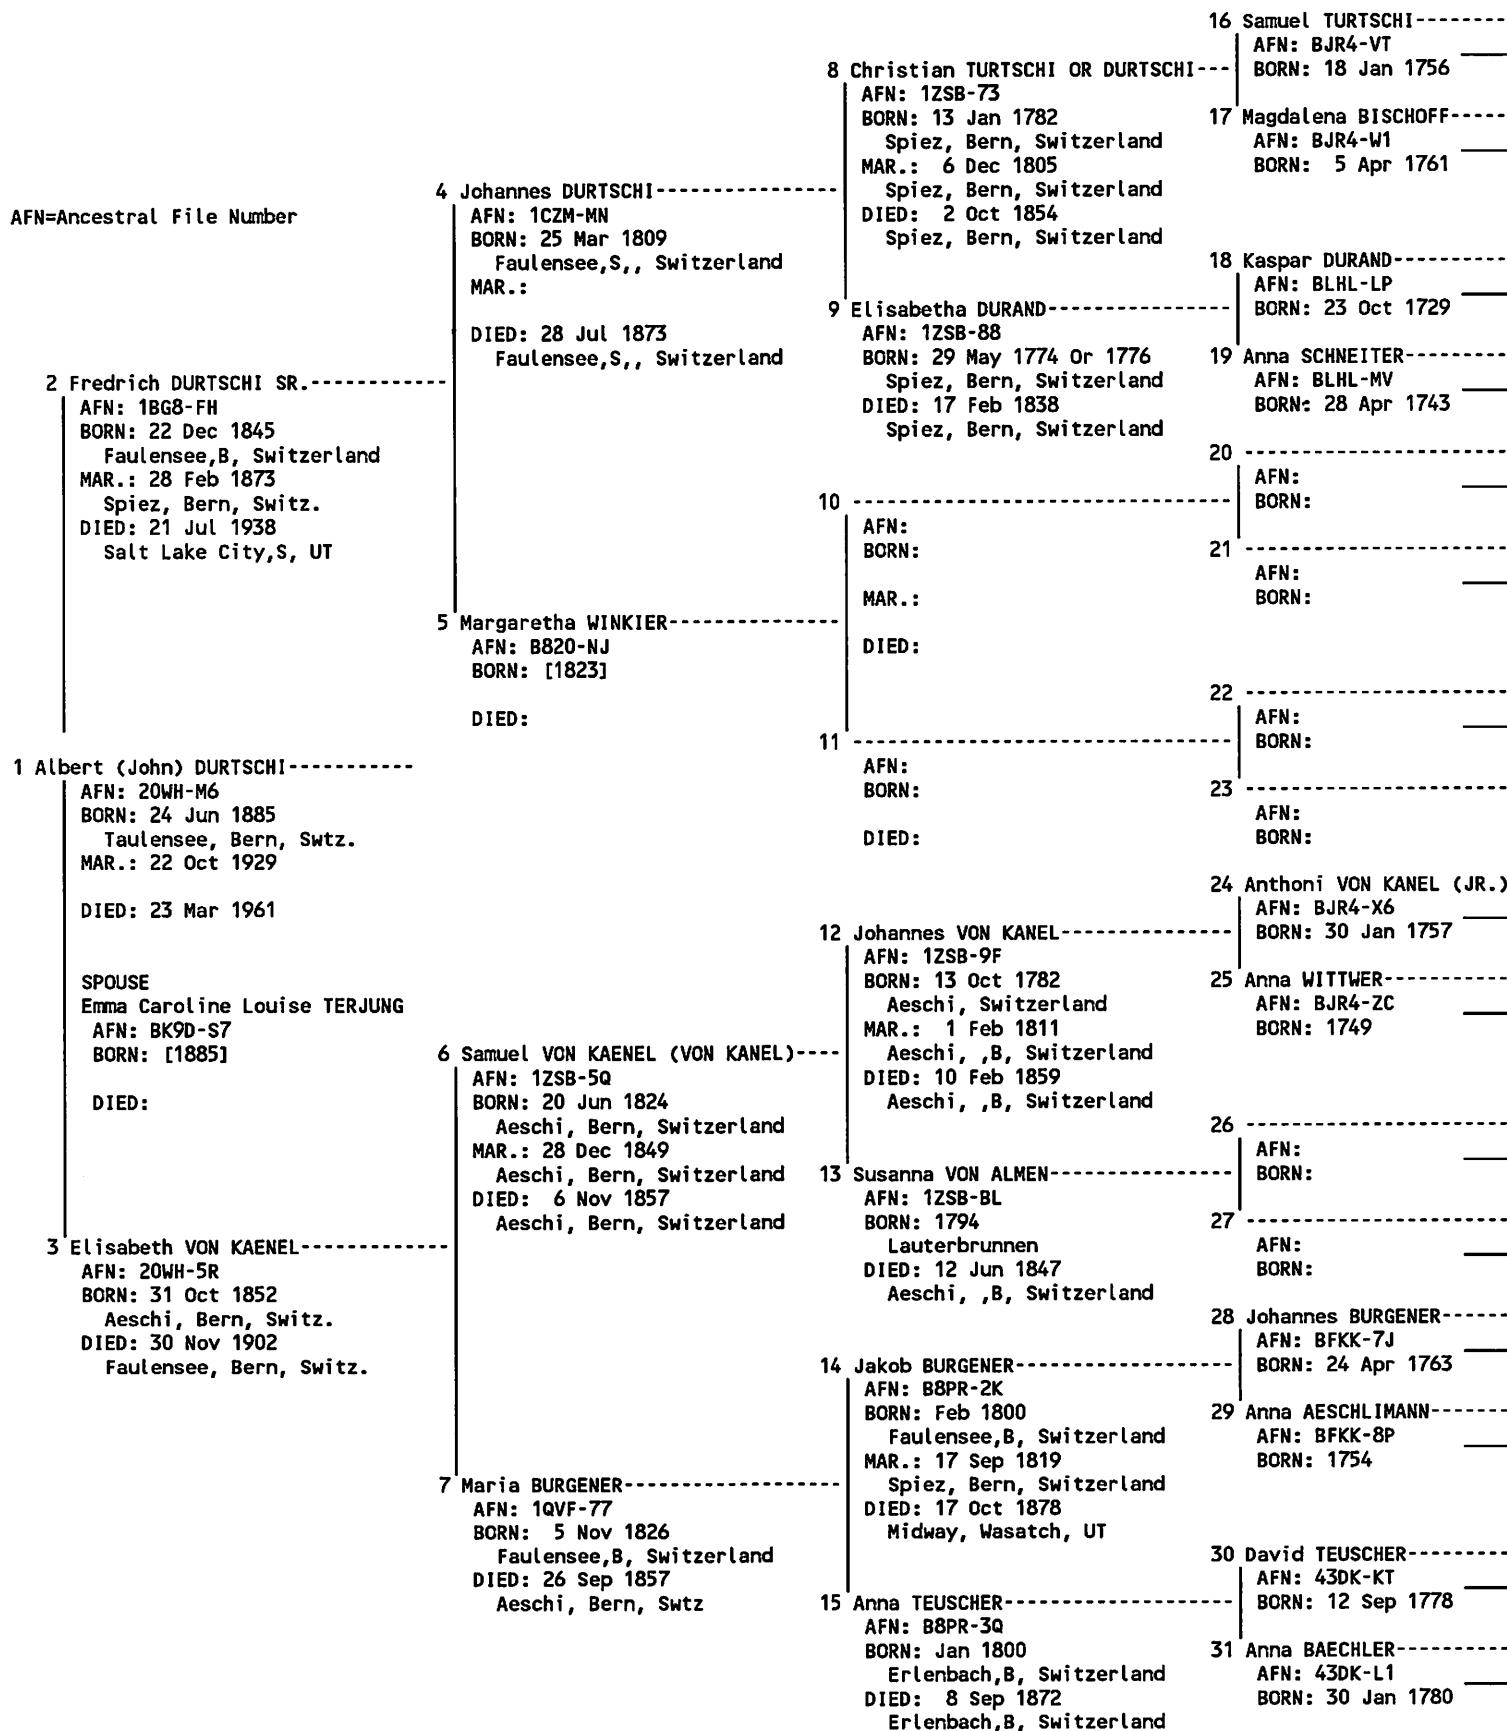 AFN=Ancestral File Number
1 Albert (John) DURTSCHI-----------
AFN: 20WH-M6
BORN: 24 Jun 1885
Taulensee, Bern, Swtz.
MAR.: 22 Oct 1929
DIED: 23 Mar 1961
SPOUSE
Emma Caroline Louise TERJUNG
AFN: BK9D-S7
BORN: [1885]
DIED:
2 Fredrich DURTSCHI SR.------------
AFN: 1BG8-FH
BORN: 22 Dec 1845
Faulensee,B, Switzerland
MAR.: 28 Feb 1873
Spiez, Bern, Switz.
DIED: 21 Jul 1938
Salt Lake City,S, UT
3 Elisabeth VON KAENEL-------------
AFN: 20WH-5R
BORN: 31 Oct 1852
Aeschi, Bern, Switz.
DIED: 30 Nov 1902
Faulensee, Bern, Switz.
4 Johannes DURTSCHI---------------
AFN: 1CZM-MN
BORN: 25 Mar 1809
Faulensee,S,, Switzerland
MAR.:
DIED: 28 Jul 1873
Faulensee,S,, Switzerland
5 Margaretha WINKIER---------------
AFN: B820-NJ
BORN: [1823]
DIED:
6 Samuel VON KAENEL (VON KANEL)----
AFN: 1ZSB-5Q
BORN: 20 Jun 1824
Aeschi, Bern, Switzerland
MAR.: 28 Dec 1849
Aeschi, Bern, Switzerland
DIED:  6 Nov 1857
Aeschi, Bern, Switzerland
7 Maria BURGENER------------------
AFN: 1QVF-77
BORN:  5 Nov 1826
Faulensee,B, Switzerland
DIED: 26 Sep 1857
Aeschi, Bern, Swtz
8 Christian TURTSCHI OR DURTSCHI---
AFN: 1ZSB-73
BORN: 13 Jan 1782
Spiez, Bern, Switzerland
MAR.:  6 Dec 1805
Spiez, Bern, Switzerland
DIED:  2 Oct 1854
Spiez, Bern, Switzerland
9 Elisabetha DURAND---------------
AFN: 1ZSB-88
BORN: 29 May 1774 Or 1776
Spiez, Bern, Switzerland
DIED: 17 Feb 1838
Spiez, Bern, Switzerland
10 --------------------------------
AFN:
BORN:
MAR.:
DIED:
11 --------------------------------
AFN:
BORN:
DIED:
12 Johannes VON KANEL--------------
AFN: 1ZSB-9F
BORN: 13 Oct 1782
Aeschi, Switzerland
MAR.:  1 Feb 1811
Aeschi, ,B, Switzerland
DIED: 10 Feb 1859
Aeschi, ,B, Switzerland
13 Susanna VON ALMEN---------------
AFN: 1ZSB-BL
BORN: 1794
Lauterbrunnen
DIED: 12 Jun 1847
Aeschi, ,B, Switzerland
14 Jakob BURGENER------------------
AFN: B8PR-2K
BORN: Feb 1800
Faulensee,B, Switzerland
MAR.: 17 Sep 1819
Spiez, Bern, Switzerland
DIED: 17 Oct 1878
Midway, Wasatch, UT
15 Anna TEUSCHER-------------------
AFN: B8PR-3Q
BORN: Jan 1800
Erlenbach,B, Switzerland
DIED:  8 Sep 1872
Erlenbach,B, Switzerland
16 Samuel TURTSCHI--------
AFN: BJR4-VT
BORN: 18 Jan 1756
17 Magdalena BISCHOFF-----
AFN: BJR4-W1
BORN:  5 Apr 1761
18 Kaspar DURAND----------
AFN: BLHL-LP
BORN: 23 Oct 1729
19 Anna SCHNEITER---------
AFN: BLHL-MV
BORN: 28 Apr 1743
20 ----------------------
AFN:
BORN:
21 ----------------------
AFN:
BORN:
22 ----------------------
AFN:
BORN:
23 ----------------------
AFN:
BORN:
24 Anthoni VON KANEL (JR.)
AFN: BJR4-X6
BORN: 30 Jan 1757
25 Anna WITTWER----------
AFN: BJR4-ZC
BORN: 1749
26 ----------------------
AFN:
BORN:
27 ----------------------
AFN:
BORN:
28 Johannes BURGENER------
AFN: BFKK-7J
BORN: 24 Apr 1763
29 Anna AESCHLIMANN-------
AFN: BFKK-8P
BORN: 1754
30 David TEUSCHER--------
AFN: 43DK-KT
BORN: 12 Sep 1778
31 Anna BAECHLER---------
AFN: 43DK-L1
BORN: 30 Jan 1780